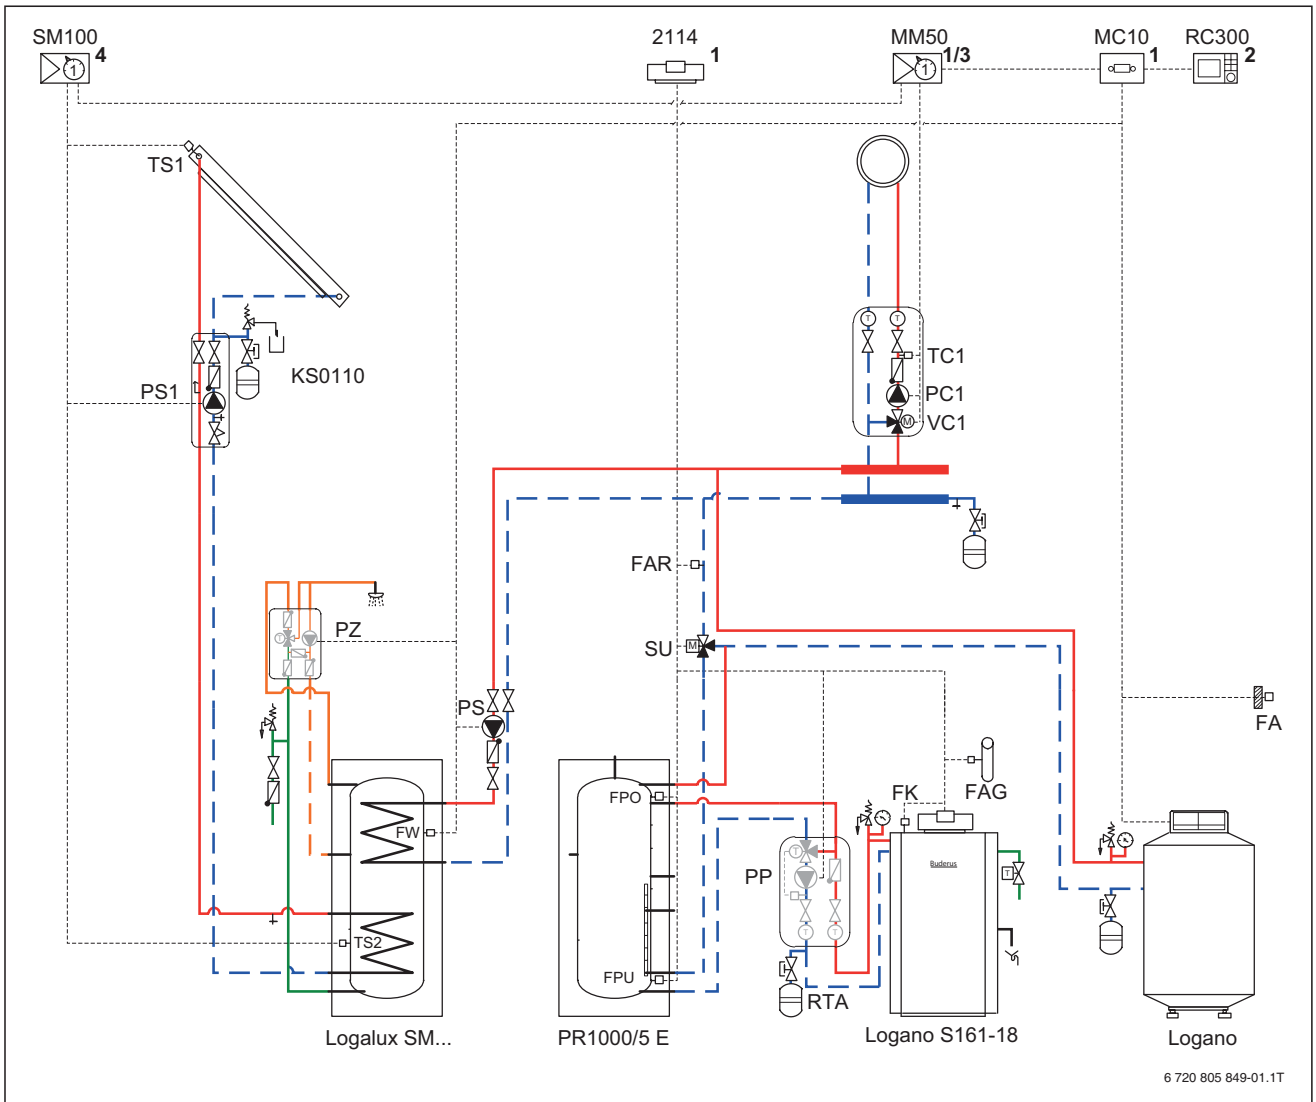 SM100 4
2114 1
MM50 1/3
MC10 1
RC300 2
1
1
TS1
T T
TC1
PC1
VC1
M
KS0110
PS1
FAR
SU
M
PZ
T
PS
FA
FAG
FK
FPO
FW
PP
T
T
T T
Buderus
TS2
FPU
RTA
Logalux SM...
PR1000/5 E
Logano S161-18
Logano
6 720 805 849-01.1T